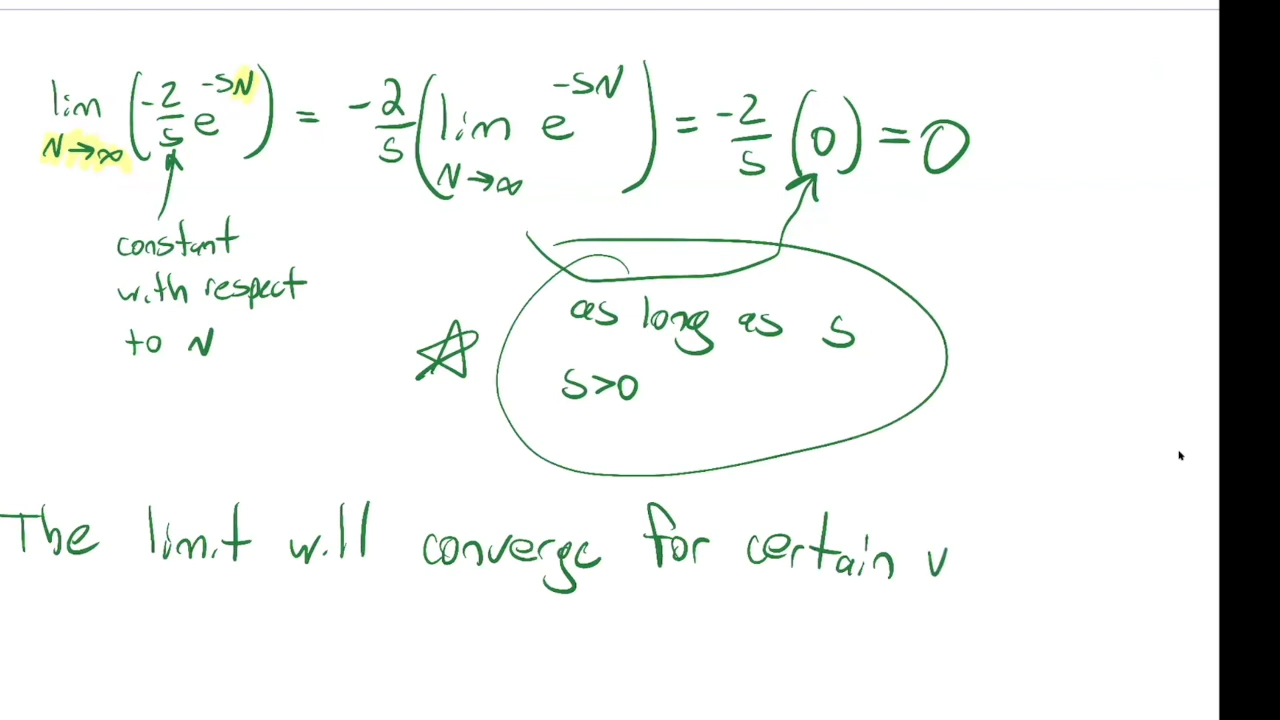 lim N→∞ (-2/s e^-sN) = -2/s (lim N→∞ e^-sN) = -2/s (0) = 0
constant
with respect
to N
as long as s
s>0
The limit will converge for certain v